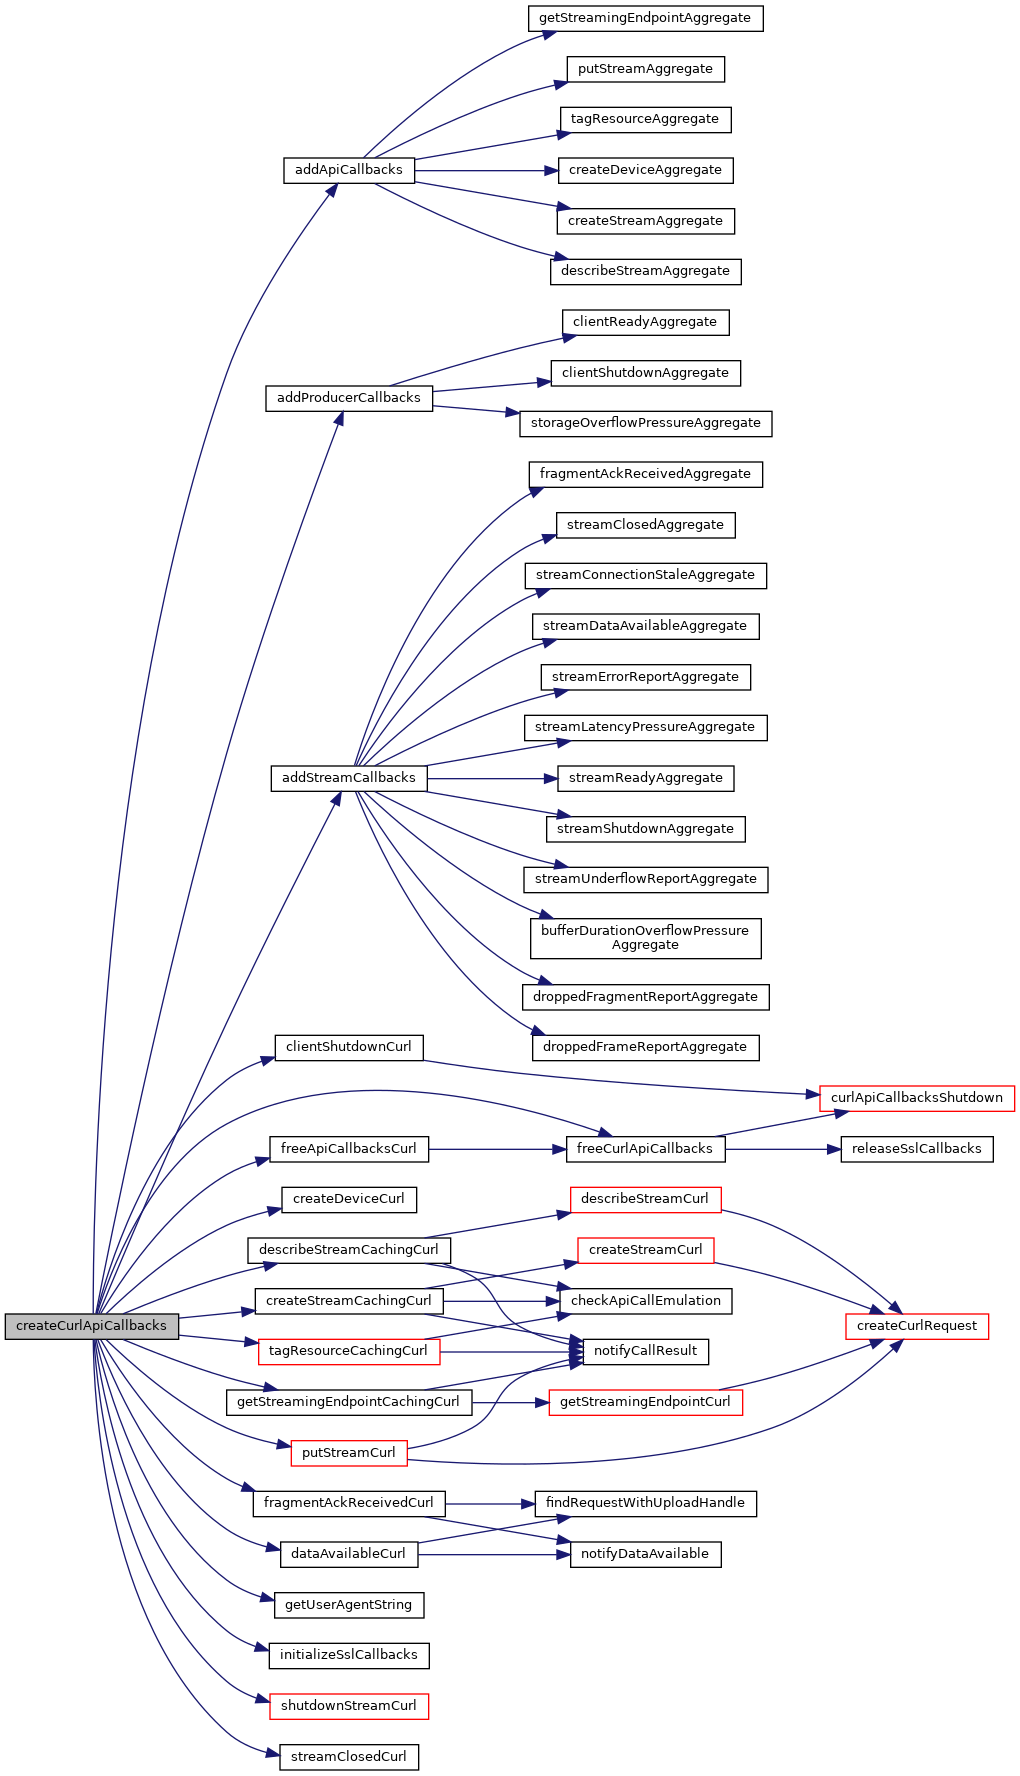 getStreamingEndpointAggregate
putStreamAggregate
tagResourceAggregate
addApiCallbacks
createDeviceAggregate
createStreamAggregate
describeStreamAggregate
clientReadyAggregate
clientShutdownAggregate
addProducerCallbacks
storageOverflowPressureAggregate
fragmentAckReceivedAggregate
streamClosedAggregate
streamConnectionStaleAggregate
streamDataAvailableAggregate
streamErrorReportAggregate
streamLatencyPressureAggregate
addStreamCallbacks
streamReadyAggregate
streamShutdownAggregate
streamUnderflowReportAggregate
bufferDurationOverflowPressure
Aggregate
droppedFragmentReportAggregate
droppedFrameReportAggregate
clientShutdownCurl
curlApiCallbacksShutdown
freeApiCallbacksCurl
freeCurlApiCallbacks
releaseSslCallbacks
createDeviceCurl
describeStreamCurl
describeStreamCachingCurl
createStreamCurl
createStreamCachingCurl
checkApiCallEmulation
createCurlApiCallbacks
createCurlRequest
tagResourceCachingCurl
notifyCallResult
getStreamingEndpointCachingCurl
getStreamingEndpointCurl
putStreamCurl
fragmentAckReceivedCurl
findRequestWithUploadHandle
dataAvailableCurl
notifyDataAvailable
getUserAgentString
initializeSslCallbacks
shutdownStreamCurl
streamClosedCurl